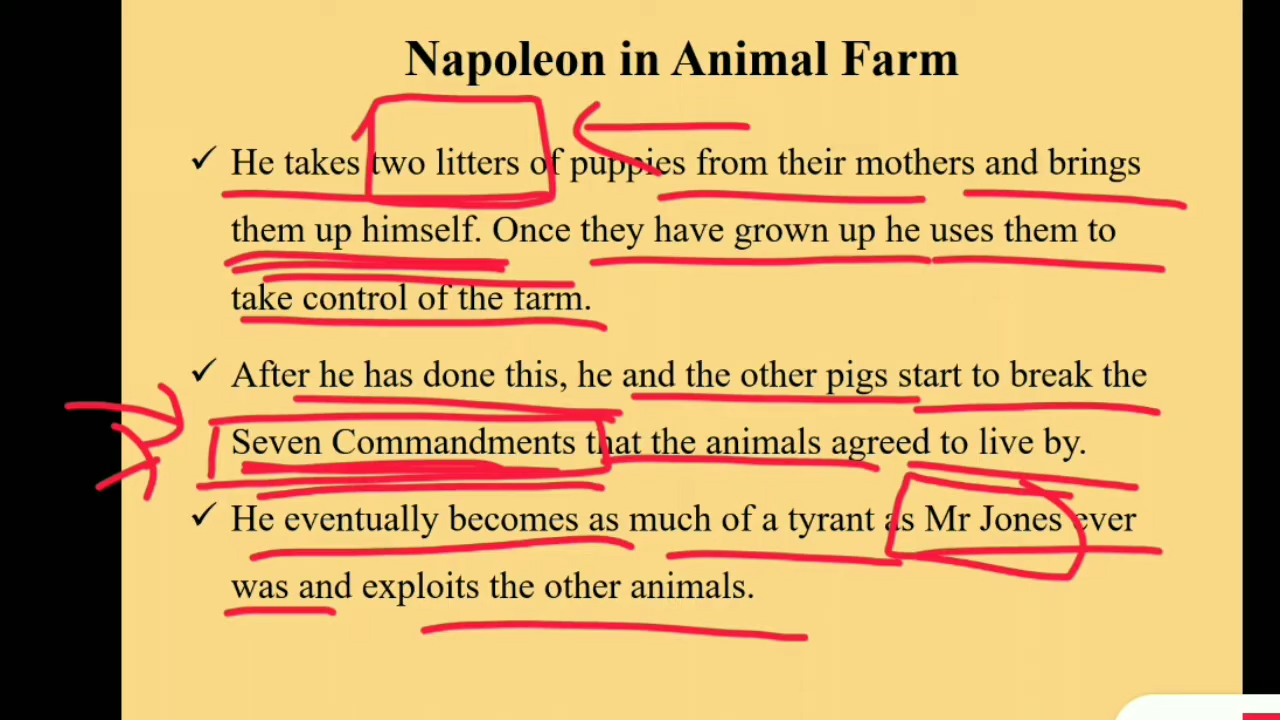 Napoleon in Animal Farm
✓ He takes two litters of puppies from their mothers and brings
them up himself. Once they have grown up he uses them to
take control of the farm.
✓ After he has done this, he and the other pigs start to break the
Seven Commandments that the animals agreed to live by.
✓ He eventually becomes as much of a tyrant as Mr Jones ever
was and exploits the other animals.